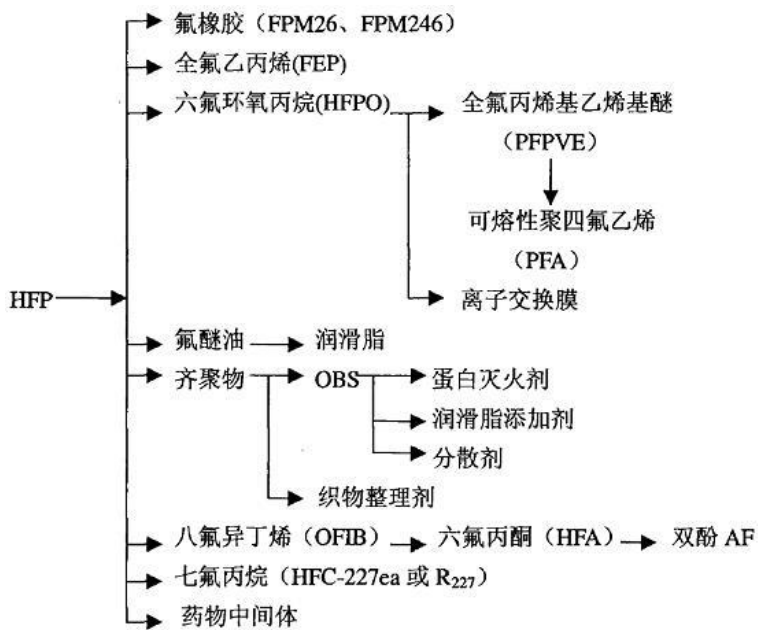 氟橡胶（FPM26、FPM246）
全氟乙丙烯(FEP)
六氟环氧丙烷(HFPO)
全氟丙烯基乙烯基醚
（PFPVE）
可熔性聚四氟乙烯
（PFA）
离子交换膜
HFP
氟醚油
润滑脂
齐聚物
OBS
蛋白灭火剂
润滑脂添加剂
分散剂
织物整理剂
八氟异丁烯（OFIB）
六氟丙酮（HFA）
双酚 AF
七氟丙烷（HFC-227ea 或 R₂₂₇）
药物中间体